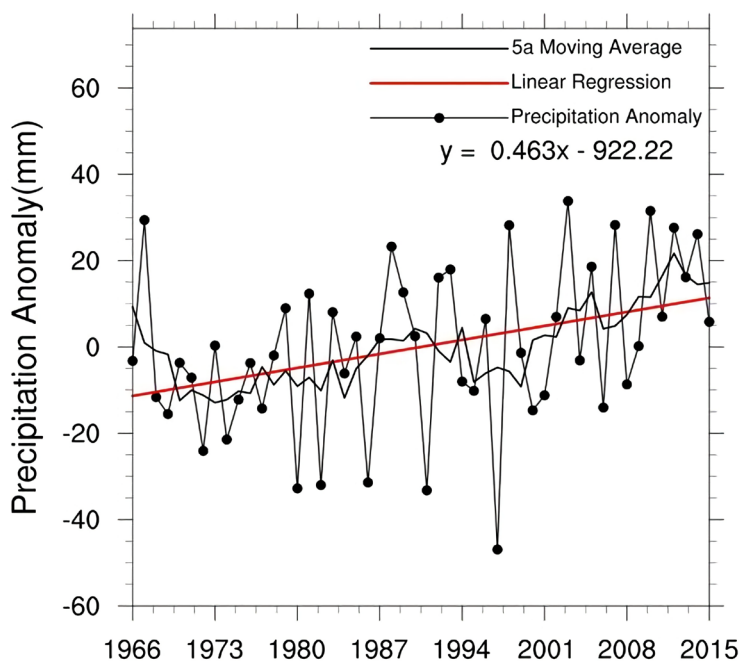 5a Moving Average
Linear Regression
Precipitation Anomaly
y = 0.463x - 922.22
Precipitation Anomaly(mm)
60
40
20
0
-20
-40
-60
1966 1973 1980 1987 1994 2001 2008 2015